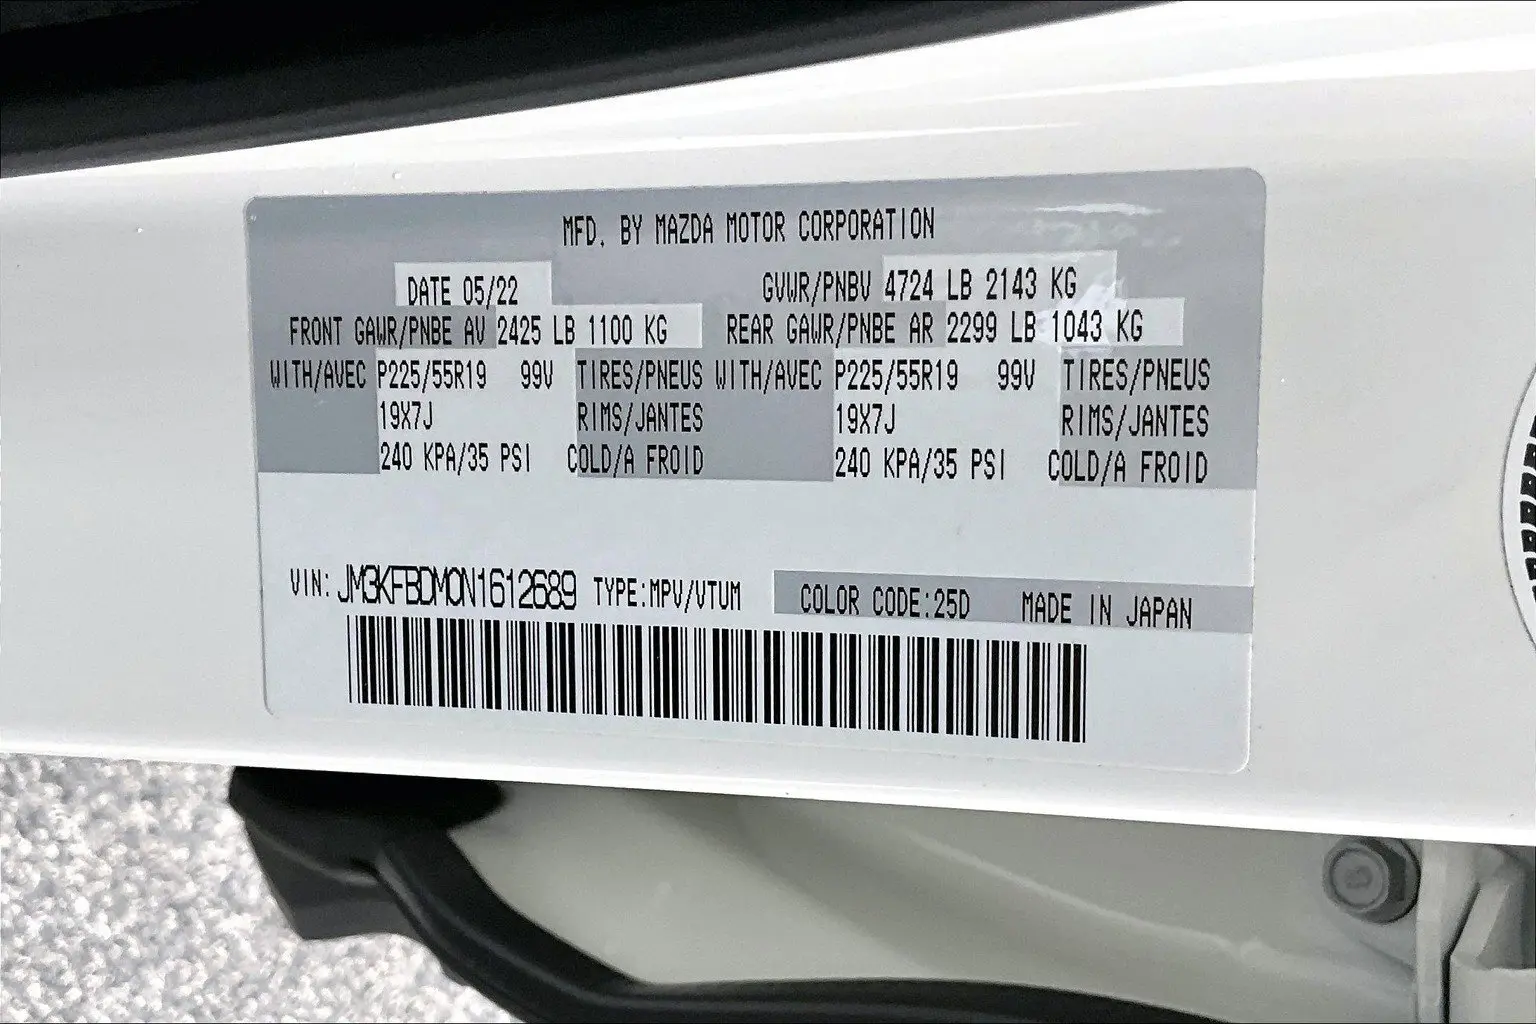 MFD. BY MAZDA MOTOR CORPORATION
DATE 05/22 GVWR/PNBV 4724 LB 2143 KG
FRONT GAWR/PNBE AV 2425 LB 1100 KG REAR GAWR/PNBE AR 2299 LB 1043 KG
WITH/AVEC P225/55R19 99V TIRES/PNEUS WITH/AVEC P225/55R19 99V TIRES/PNEUS
19X7J RIMS/JANTES 19X7J RIMS/JANTES
240 KPA/35 PSI COLD/A FROID 240 KPA/35 PSI COLD/A FROID
VIN: JM3KFBDM0N1612689 TYPE:MPV/VTUM COLOR CODE:25D MADE IN JAPAN